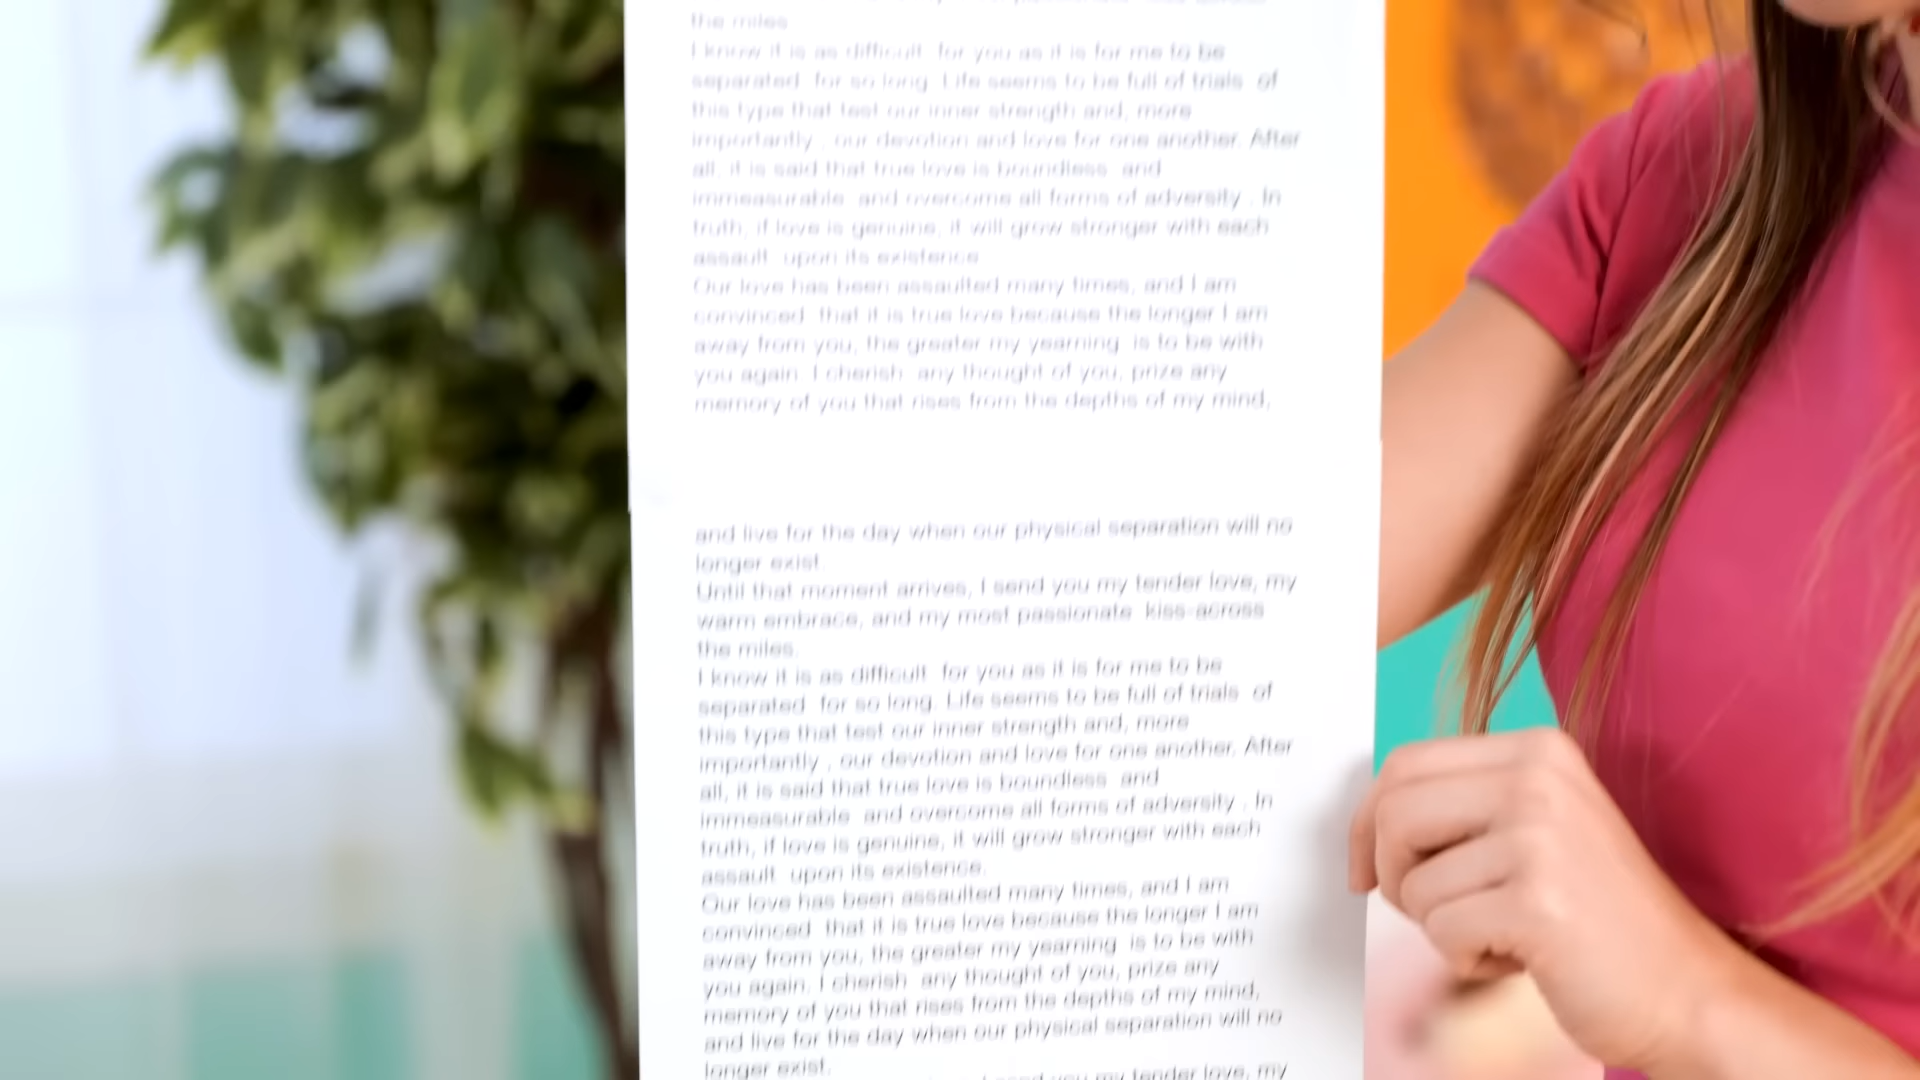 the miles
I know it is as difficult for you as it is for me to be
separated for so long. Life seems to be full of trials of
this type that test our inner strength and, more
importantly , our devotion and love for one another. After
all, it is said that true love is boundless and
immeasurable and overcome all forms of adversity . In
truth, if love is genuine, it will grow stronger with each
assault upon its existence
Our love has been assaulted many times, and I am
convinced that it is true love because the longer I am
away from you, the greater my yearning is to be with
you again. I cherish any thought of you, prize any
memory of you that rises from the depths of my mind,
and live for the day when our physical separation will no
longer exist.
Until that moment arrives, I send you my tender love, my
warm embrace, and my most passionate kiss-across
the miles.
I know it is as difficult for you as it is for me to be
separated for so long. Life seems to be full of trials of
this type that test our inner strength and, more
importantly , our devotion and love for one another. After
all, it is said that true love is boundless and
immeasurable and overcome all forms of adversity . In
truth, if love is genuine, it will grow stronger with each
assault upon its existence.
Our love has been assaulted many times, and I am
convinced that it is true love because the longer I am
away from you, the greater my yearning is to be with
you again. I cherish any thought of you, prize any
memory of you that rises from the depths of my mind,
and live for the day when our physical separation will no
longer exist.
I send you my tender love, my